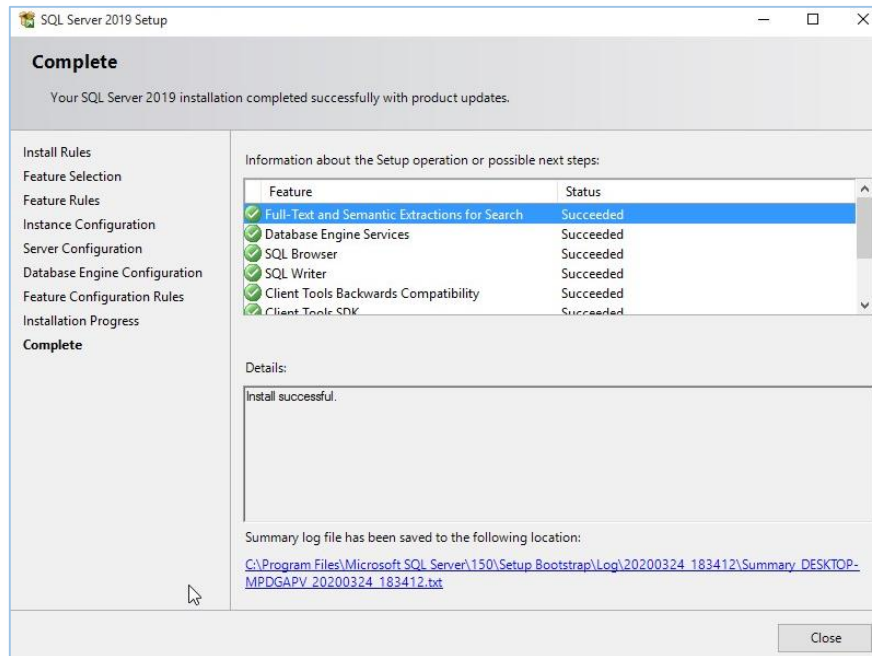 SQL Server 2019 Setup
Complete
Your SQL Server 2019 installation completed successfully with product updates.
Install Rules
Feature Selection
Feature Rules
Instance Configuration
Server Configuration
Database Engine Configuration
Feature Configuration Rules
Installation Progress
Complete
Information about the Setup operation or possible next steps:
Feature Status
Full-Text and Semantic Extractions for Search Succeeded
Database Engine Services Succeeded
SQL Browser Succeeded
SQL Writer Succeeded
Client Tools Backwards Compatibility Succeeded
Client Tools SDK Succeeded
Details:
Install successful.
Summary log file has been saved to the following location:
C:\Program Files\Microsoft SQL Server\150\Setup Bootstrap\Log\20200324_183412\Summary_DESKTOP-
MPDGAPV_20200324_183412.txt
Close